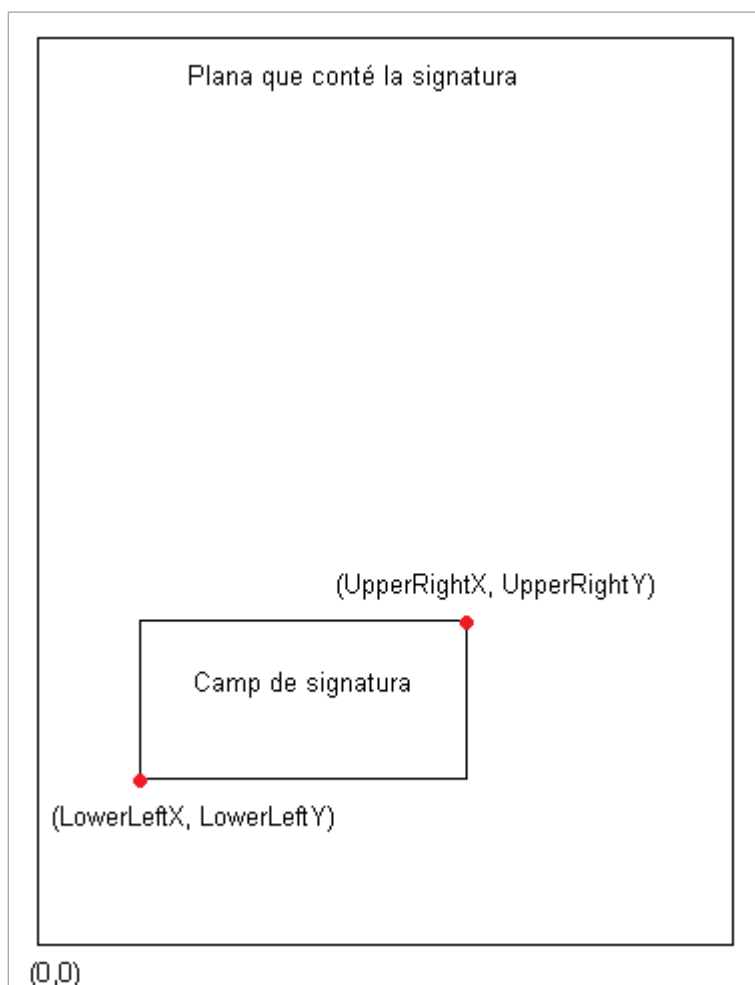 Plana que conté la signatura
(UpperRightX, UpperRightY)
Camp de signatura
(LowerLeftX, LowerLeftY)
(0,0)